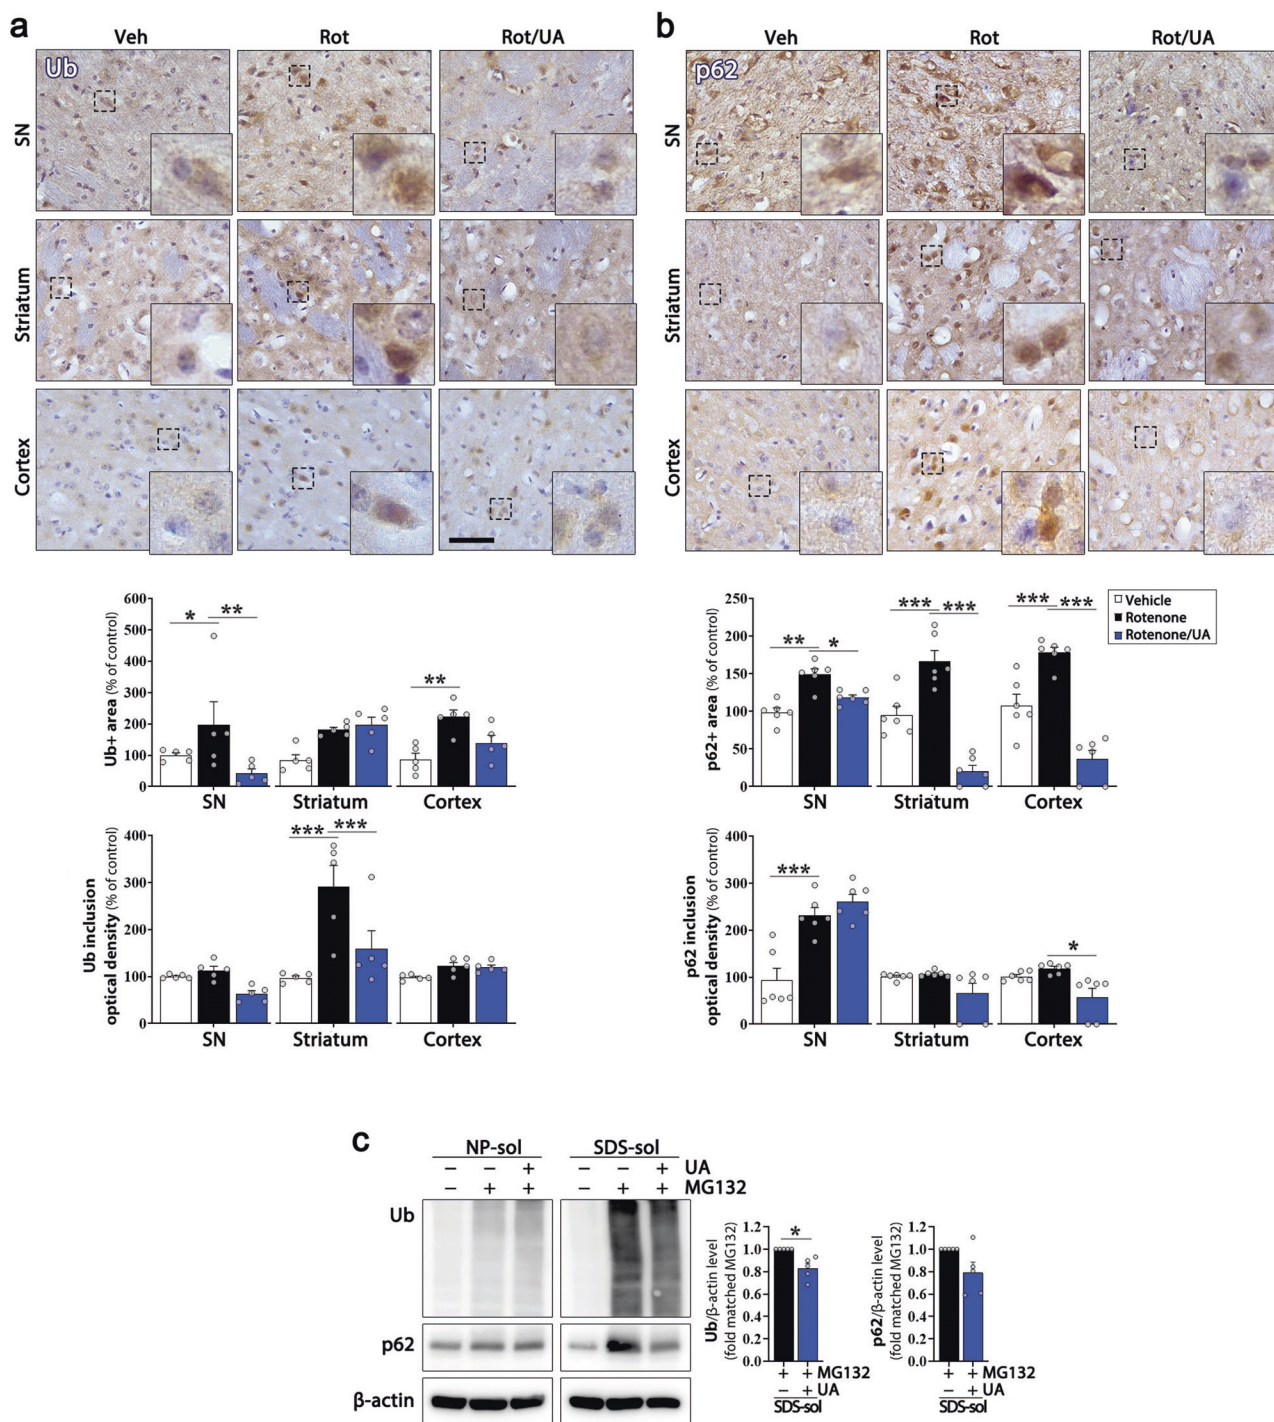 a
Veh Rot Rot/UA
Ub
SN
Striatum
Cortex
b
Veh Rot Rot/UA
p62
SN
Striatum
Cortex
Ub+ area (% of control)
600
500
400
300
200
100
0
* **
**
SN Striatum Cortex
Ub inclusion
optical density (% of control)
400
300
200
100
0
*** ***
SN Striatum Cortex
p62+ area (% of control)
250
200
150
100
50
0
** *
*** ***
*** ***
SN Striatum Cortex
Vehicle
Rotenone
Rotenone/UA
p62 inclusion
optical density (% of control)
400
300
200
100
0
***
*
SN Striatum Cortex
c
NP-sol SDS-sol
− − + − − + UA
− + + − + + MG132
Ub
p62
β-actin
Ub/β-actin level
(fold matched MG132)
1.2
1.0
0.8
0.6
0.4
0.2
0.0
*
+ + MG132
− + UA
SDS-sol
p62/β-actin level
(fold matched MG132)
1.2
1.0
0.8
0.6
0.4
0.2
0.0
+ + MG132
− + UA
SDS-sol